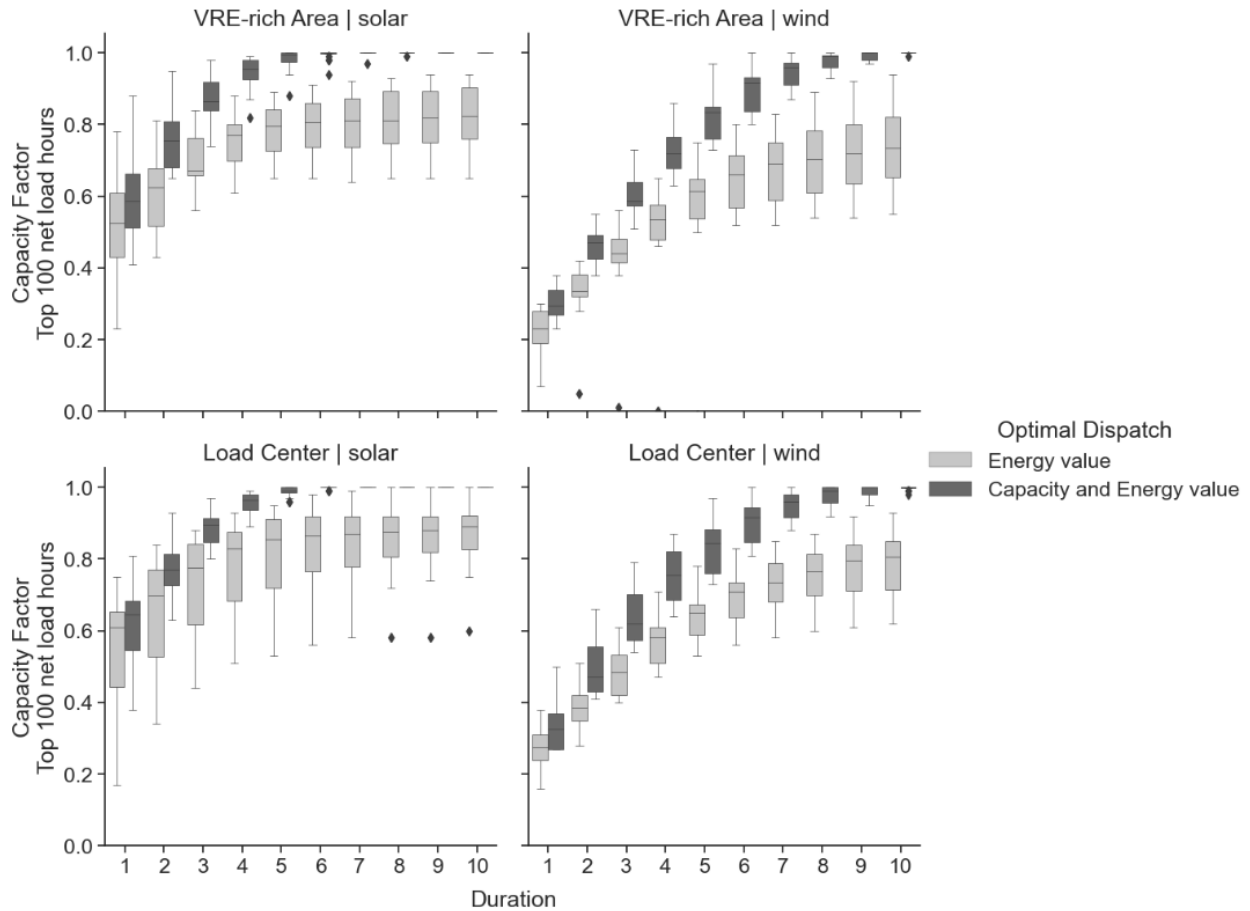 VRE-rich Area | solar
VRE-rich Area | wind
Capacity Factor
Top 100 net load hours
1.0
0.8
0.6
0.4
0.2
0.0
Load Center | solar
Load Center | wind
Optimal Dispatch
Energy value
Capacity and Energy value
Capacity Factor
Top 100 net load hours
1.0
0.8
0.6
0.4
0.2
0.0
1 2 3 4 5 6 7 8 9 10
1 2 3 4 5 6 7 8 9 10
Duration